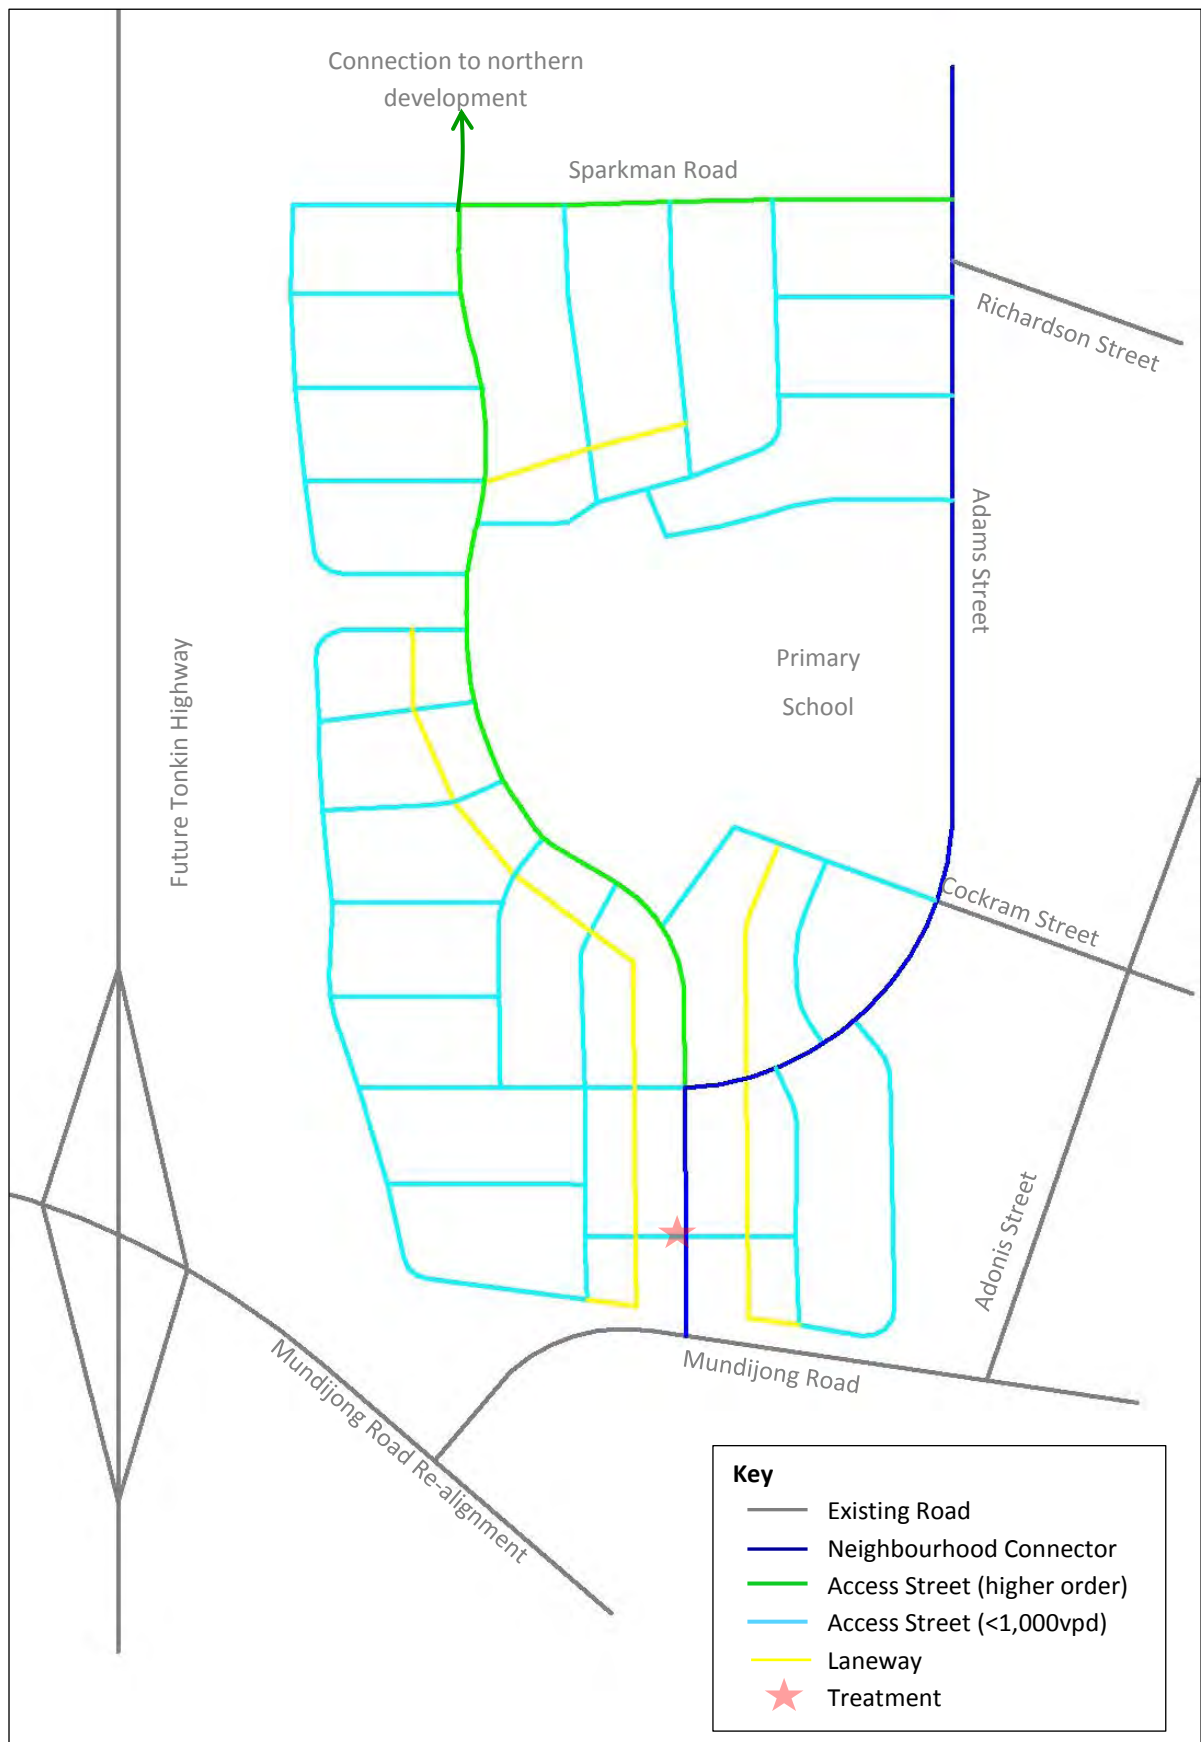 Connection to northern
development
Sparkman Road
Richardson Street
Adams Street
Primary
School
Future Tonkin Highway
Cockram Street
Adonis Street
Mundijong Road
Mundijong Road Re-alignment
Key
Existing Road
Neighbourhood Connector
Access Street (higher order)
Access Street (<1,000vpd)
Laneway
Treatment